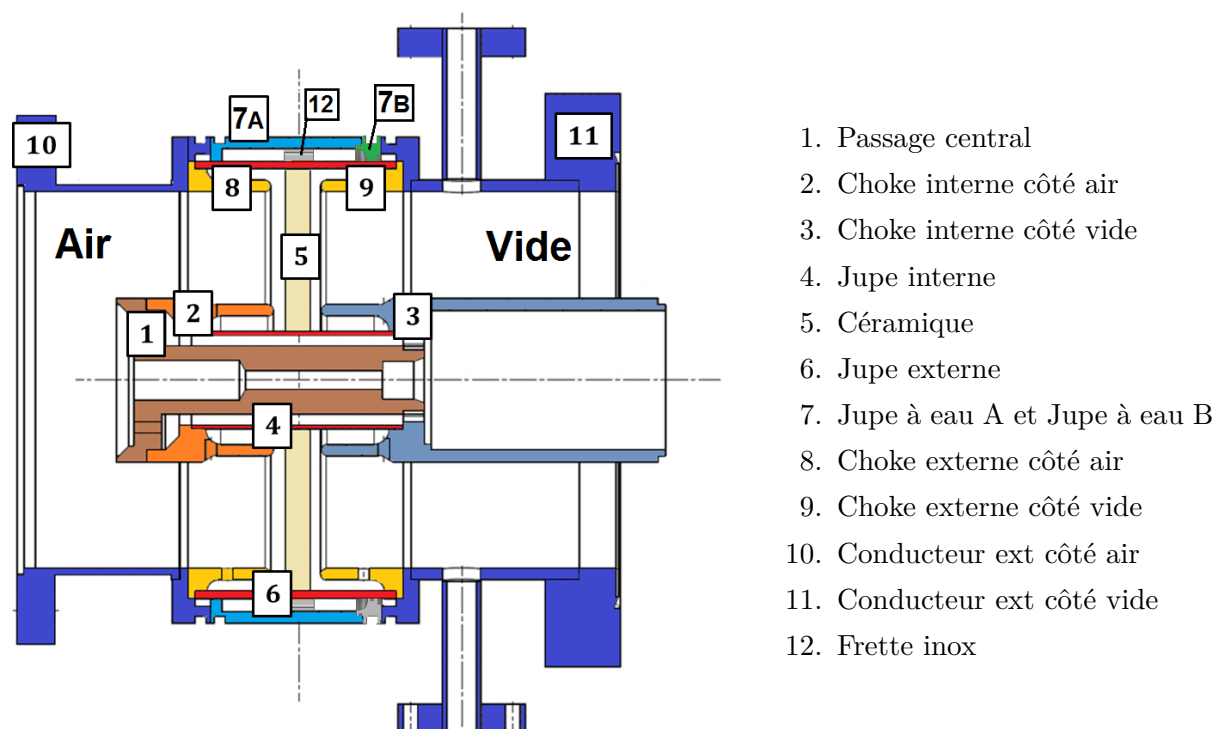 7A
12
7B
10
11
8
9
Air
5
Vide
2
3
1
4
6
1. Passage central
2. Choke interne côté air
3. Choke interne côté vide
4. Jupe interne
5. Céramique
6. Jupe externe
7. Jupe à eau A et Jupe à eau B
8. Choke externe côté air
9. Choke externe côté vide
10. Conducteur ext côté air
11. Conducteur ext côté vide
12. Frette inox